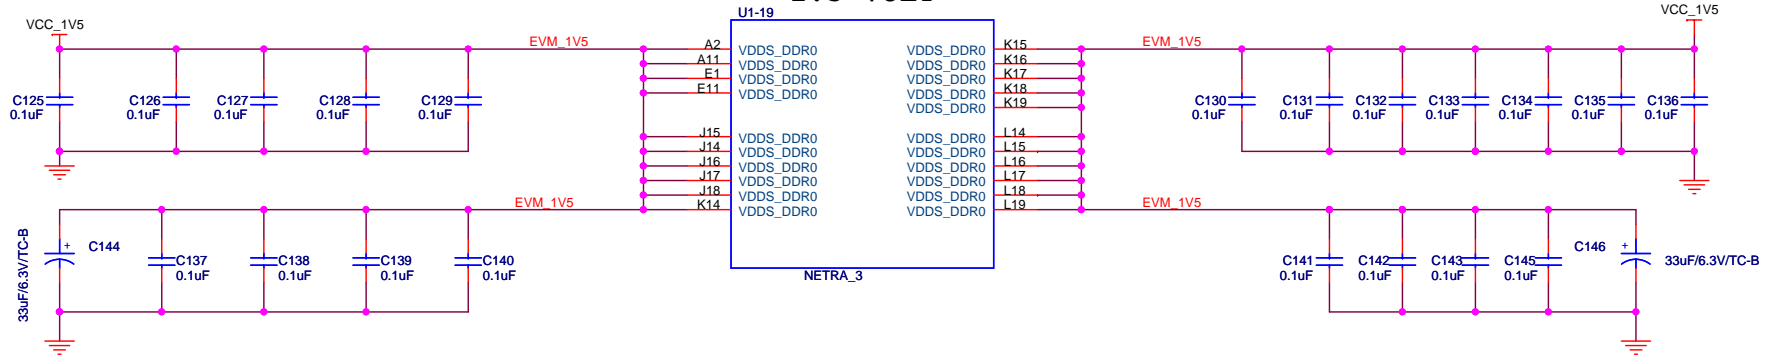 U1-19
VCC_1V5
VCC_1V5
EVM_1V5
EVM_1V5
A2 VDDS_DDR0 VDDS_DDR0 K15
A11 VDDS_DDR0 VDDS_DDR0 K16
E1 VDDS_DDR0 VDDS_DDR0 K17
E11 VDDS_DDR0 VDDS_DDR0 K18
VDDS_DDR0 K19
J15 VDDS_DDR0 VDDS_DDR0 L14
J14 VDDS_DDR0 VDDS_DDR0 L15
J16 VDDS_DDR0 VDDS_DDR0 L16
J17 VDDS_DDR0 VDDS_DDR0 L17
J18 VDDS_DDR0 VDDS_DDR0 L18
K14 VDDS_DDR0 VDDS_DDR0 L19
NETRA_3
C125 0.1uF
C126 0.1uF
C127 0.1uF
C128 0.1uF
C129 0.1uF
C130 0.1uF
C131 0.1uF
C132 0.1uF
C133 0.1uF
C134 0.1uF
C135 0.1uF
C136 0.1uF
EVM_1V5
EVM_1V5
+ C144
33uF/6.3V/TC-B
C137 0.1uF
C138 0.1uF
C139 0.1uF
C140 0.1uF
C141 0.1uF
C142 0.1uF
C143 0.1uF
C145 0.1uF
C146 +
33uF/6.3V/TC-B